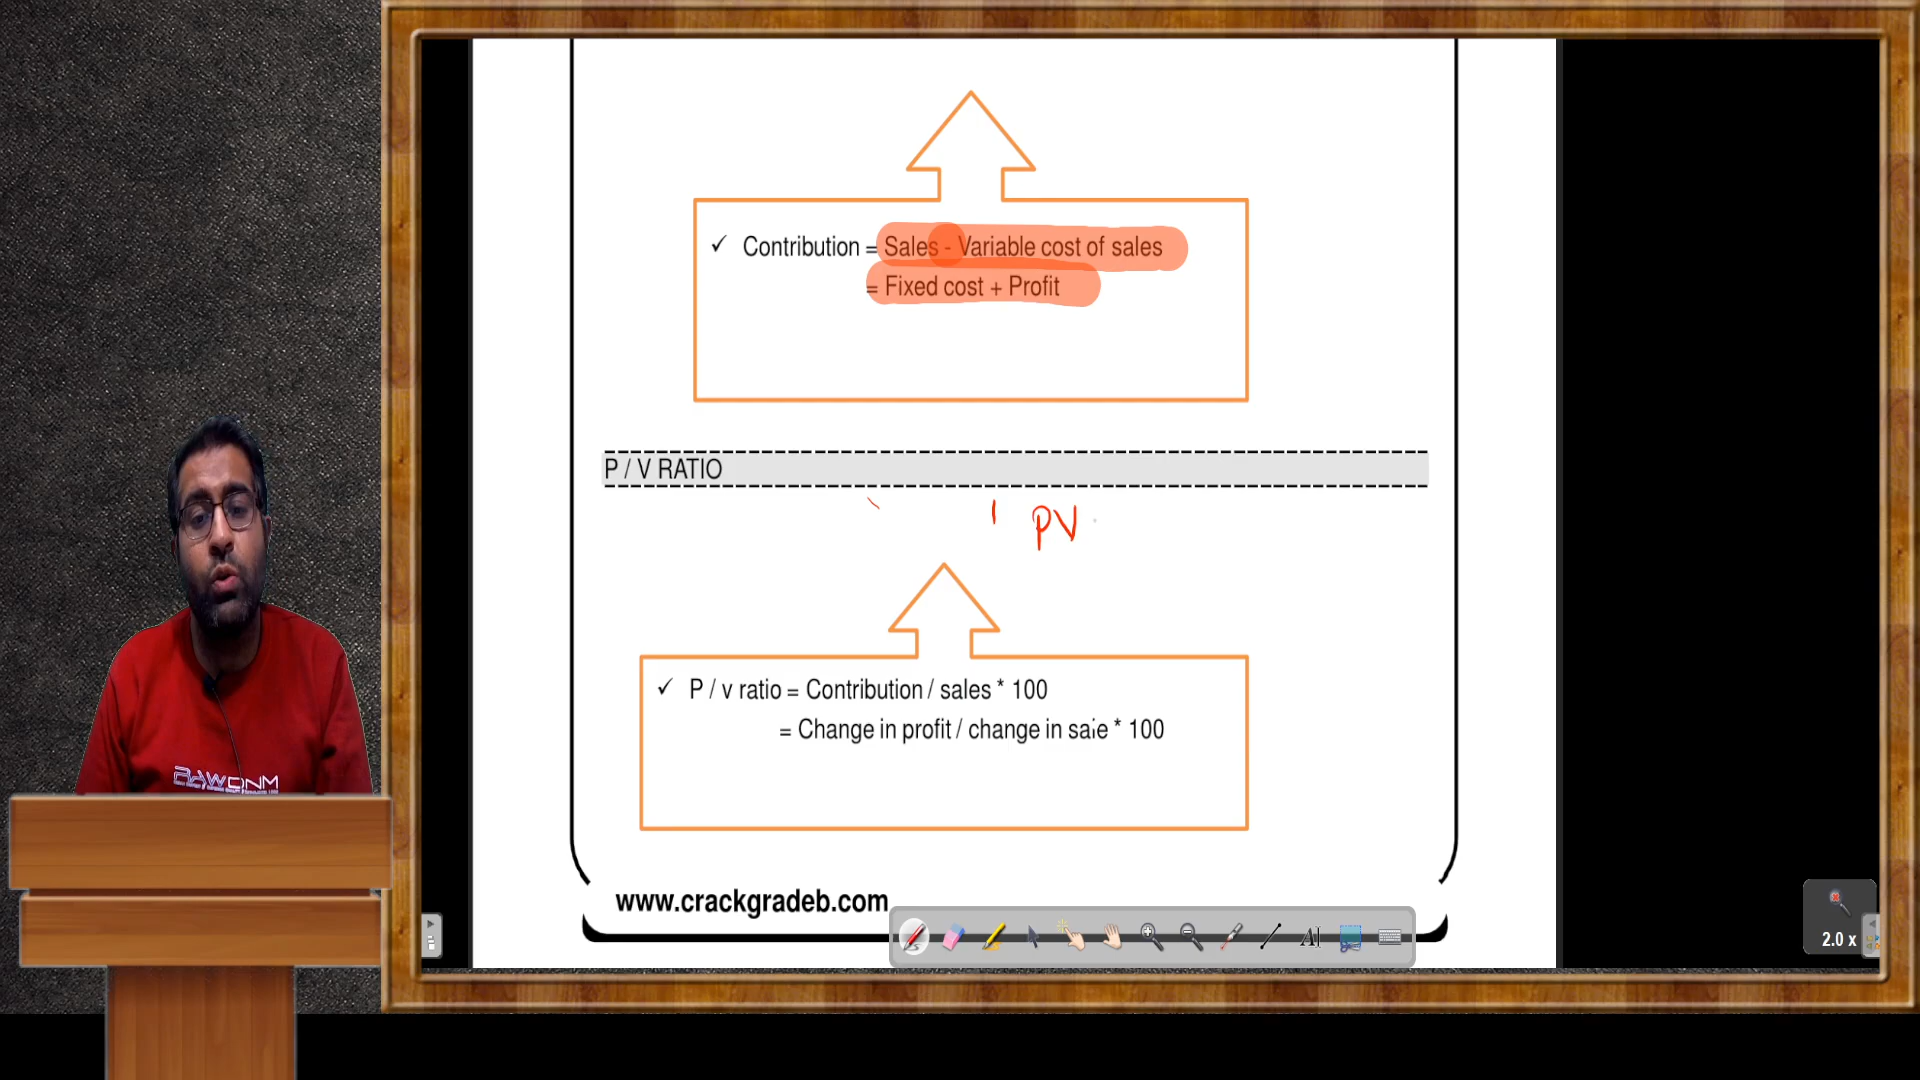 ✓ Contribution = Sales - Variable cost of sales
= Fixed cost + Profit
P / V RATIO
PV
✓ P / v ratio = Contribution / sales * 100
= Change in profit / change in sale * 100
www.crackgradeb.com
AI
2.0 x